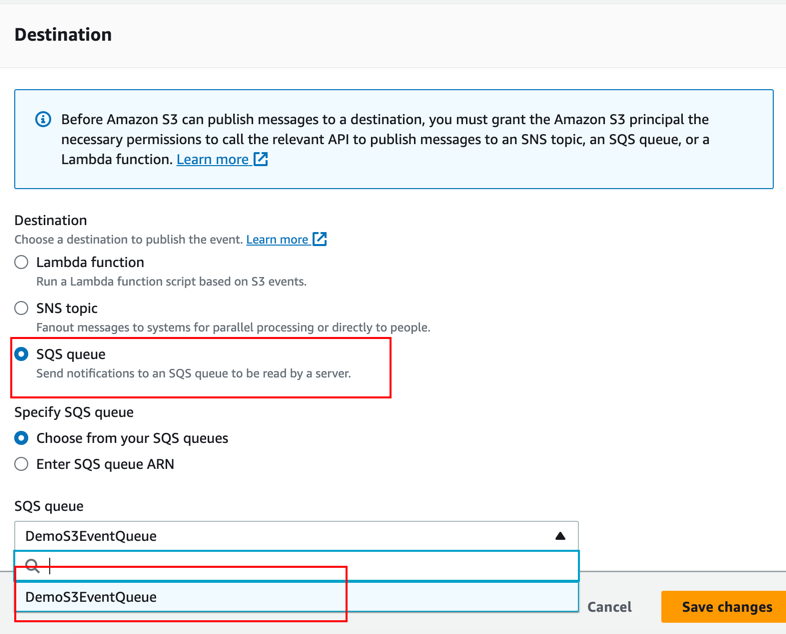 Destination
Before Amazon S3 can publish messages to a destination, you must grant the Amazon S3 principal the
necessary permissions to call the relevant API to publish messages to an SNS topic, an SQS queue, or a
Lambda function. Learn more
Destination
Choose a destination to publish the event. Learn more
Lambda function
Run a Lambda function script based on S3 events.
SNS topic
Fanout messages to systems for parallel processing or directly to people.
SQS queue
Send notifications to an SQS queue to be read by a server.
Specify SQS queue
Choose from your SQS queues
Enter SQS queue ARN
SQS queue
DemoS3EventQueue
DemoS3EventQueue
Cancel
Save changes